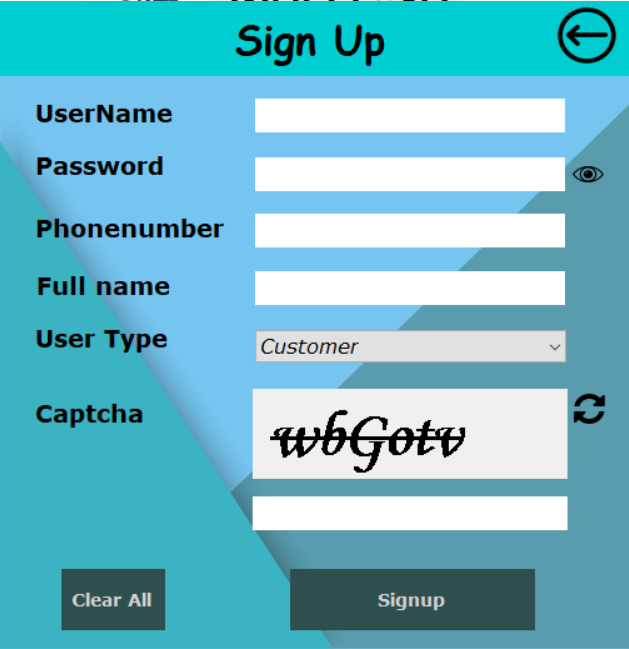 Sign Up
UserName
Password
Phonenumber
Full name
User Type
Customer
Captcha
wbGotv
Clear All
Signup